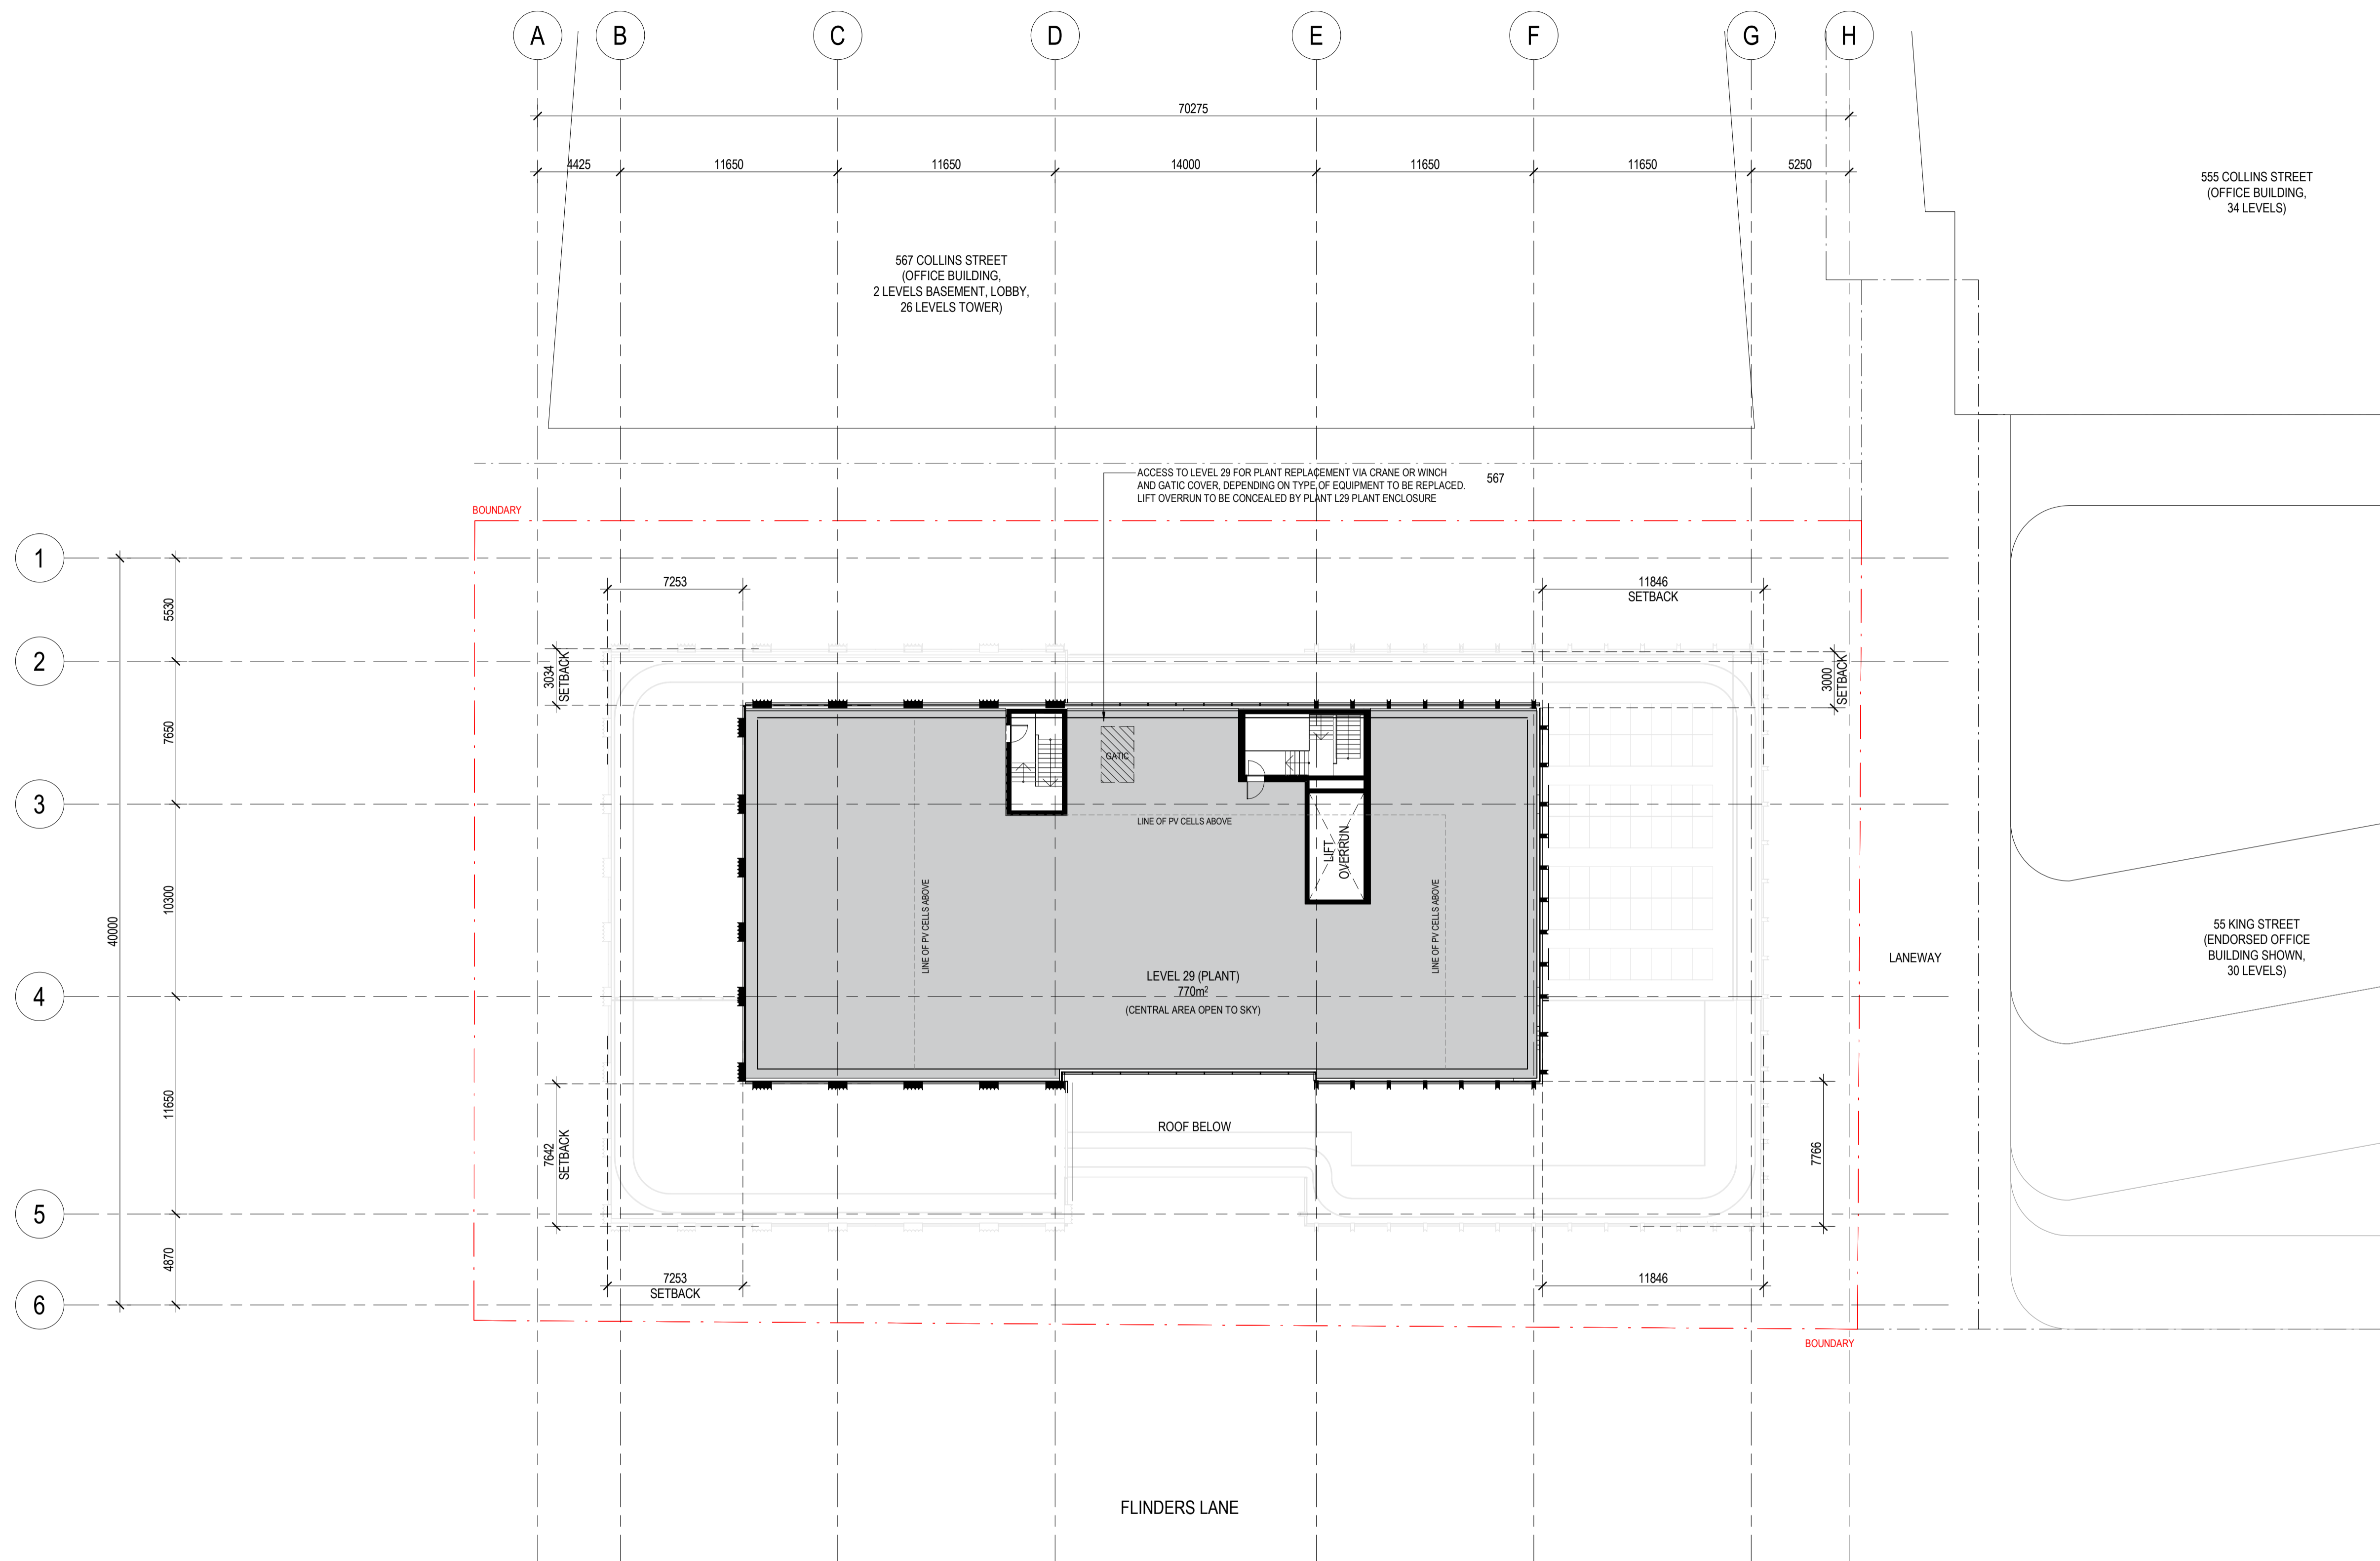 A B C D E F G H
70275
4425 11650 11650 14000 11650 11650 5250
555 COLLINS STREET
(OFFICE BUILDING,
34 LEVELS)
567 COLLINS STREET
(OFFICE BUILDING,
2 LEVELS BASEMENT, LOBBY,
26 LEVELS TOWER)
ACCESS TO LEVEL 29 FOR PLANT REPLACEMENT VIA CRANE OR WINCH
AND GATIC COVER, DEPENDING ON TYPE OF EQUIPMENT TO BE REPLACED.
LIFT OVERRUN TO BE CONCEALED BY PLANT L29 PLANT ENCLOSURE
567
BOUNDARY
1
2
3
4
5
6
40000
5530
7650
10300
11650
4870
7253
11846
SETBACK
3034
SETBACK
3000
SETBACK
GATIC
LINE OF PV CELLS ABOVE
LIFT
OVERRUN
LINE OF PV CELLS ABOVE
LINE OF PV CELLS ABOVE
LEVEL 29 (PLANT)
770m²
(CENTRAL AREA OPEN TO SKY)
LANEWAY
55 KING STREET
(ENDORSED OFFICE
BUILDING SHOWN,
30 LEVELS)
ROOF BELOW
7642
SETBACK
7766
7253
SETBACK
11846
BOUNDARY
FLINDERS LANE